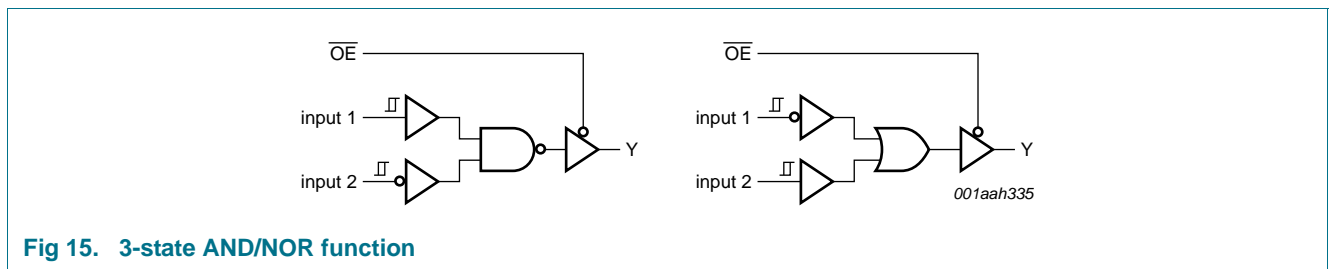 OE OE
input 1 input 1
Y Y
input 2 input 2
001aah335
Fig 15. 3-state AND/NOR function